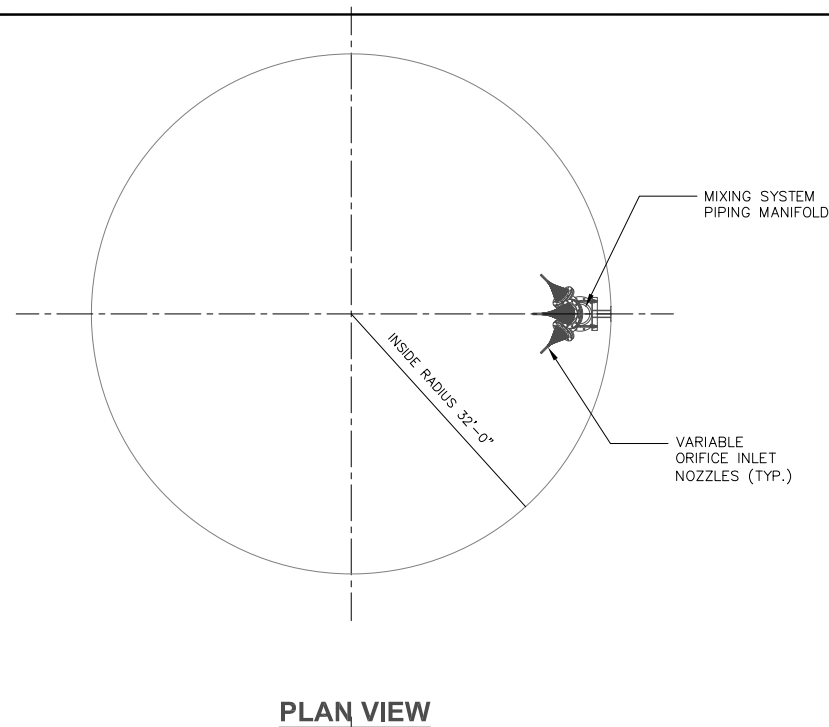 MIXING SYSTEM
PIPING MANIFOLD
INSIDE RADIUS 32'-0"
VARIABLE
ORIFICE INLET
NOZZLES (TYP.)
PLAN VIEW